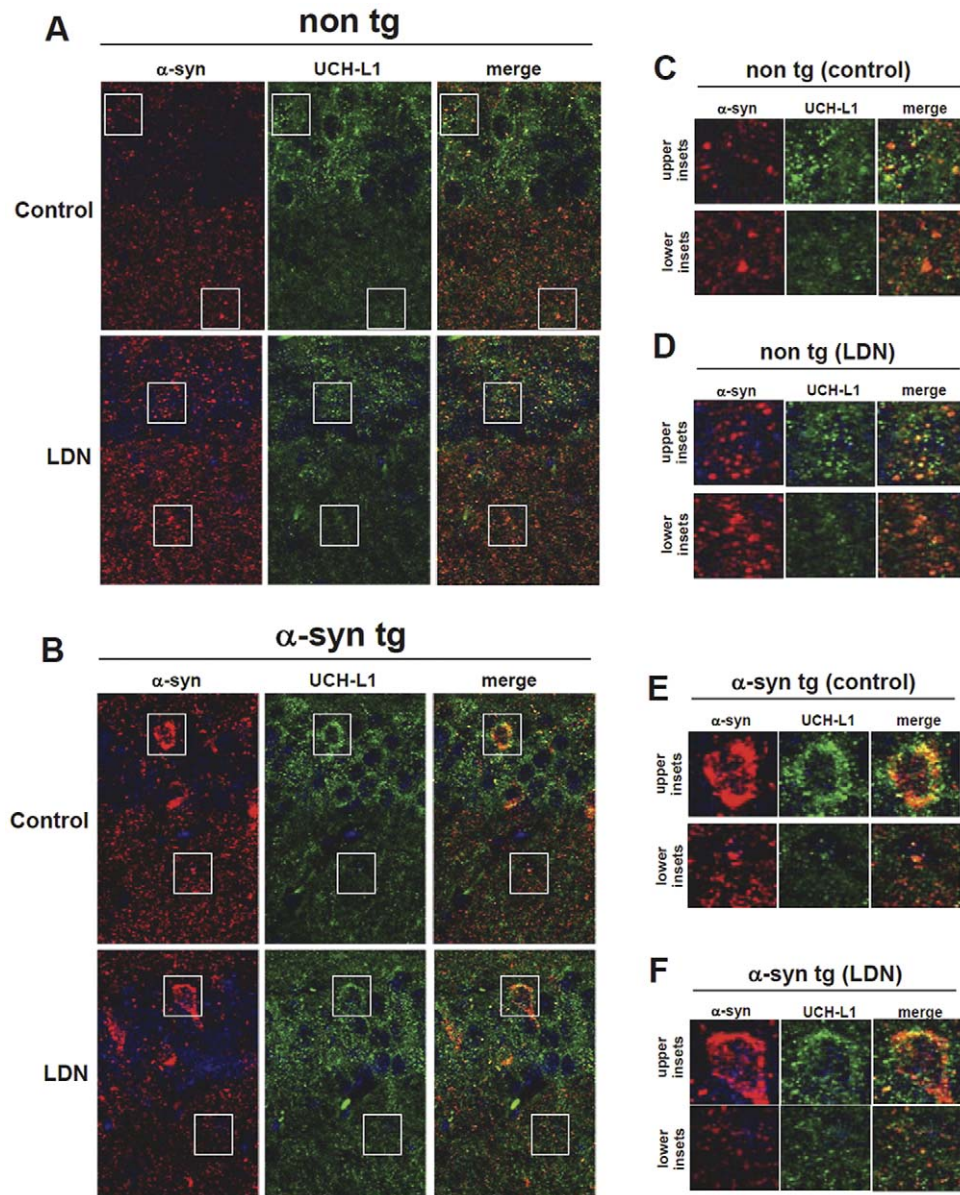 A
non tg
α-syn UCH-L1 merge
Control
LDN
B
α-syn tg
α-syn UCH-L1 merge
Control
LDN
C
non tg (control)
α-syn UCH-L1 merge
upper
insets
lower
insets
D
non tg (LDN)
α-syn UCH-L1 merge
upper
insets
lower
insets
E
α-syn tg (control)
α-syn UCH-L1 merge
upper
insets
lower
insets
F
α-syn tg (LDN)
α-syn UCH-L1 merge
upper
insets
lower
insets